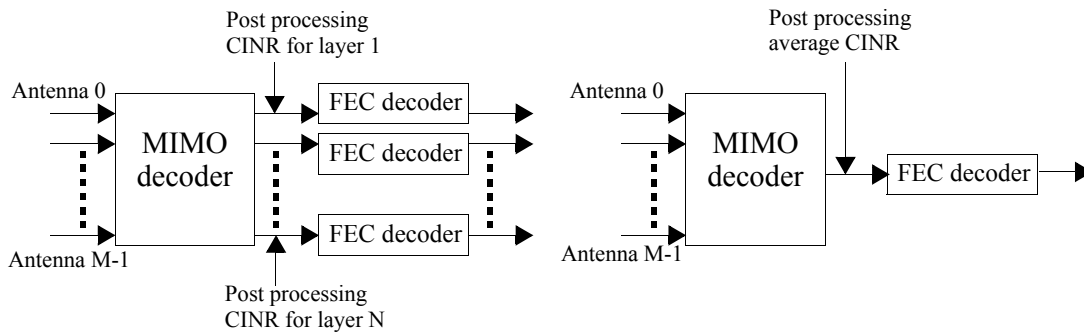 Post processing
CINR for layer 1
Antenna 0
MIMO
decoder
FEC decoder
FEC decoder
FEC decoder
Antenna M-1
Post processing
CINR for layer N
Post processing
average CINR
Antenna 0
MIMO
decoder
FEC decoder
Antenna M-1